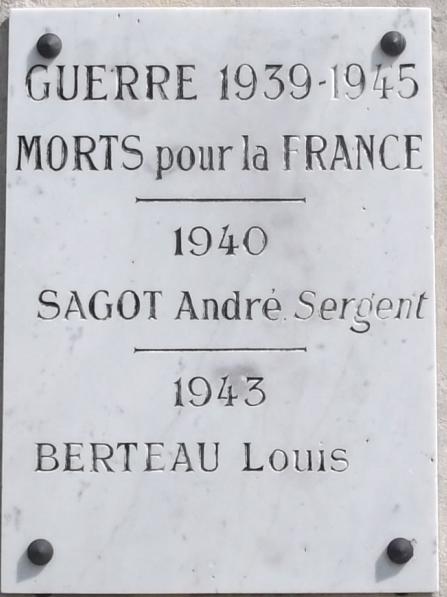 GUERRE 1939-1945
MORTS pour la FRANCE
1940
SAGOT André. Sergent
1943
BERTEAU Louis